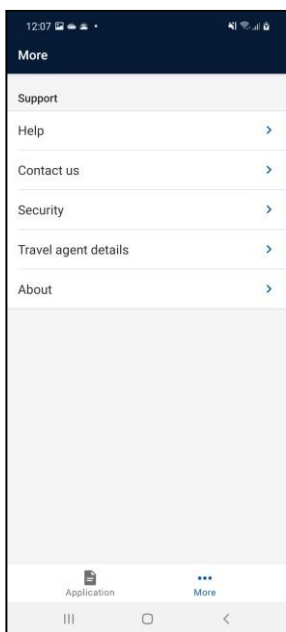 12:07
More
Support
Help
Contact us
Security
Travel agent details
About
Application
More